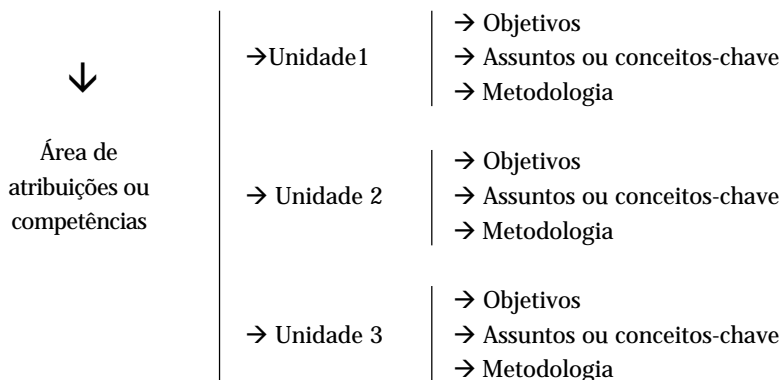 ↓
Área de
atribuições ou
competências
→Unidade1
→ Objetivos
→ Assuntos ou conceitos-chave
→ Metodologia
→ Unidade 2
→ Objetivos
→ Assuntos ou conceitos-chave
→ Metodologia
→ Unidade 3
→ Objetivos
→ Assuntos ou conceitos-chave
→ Metodologia